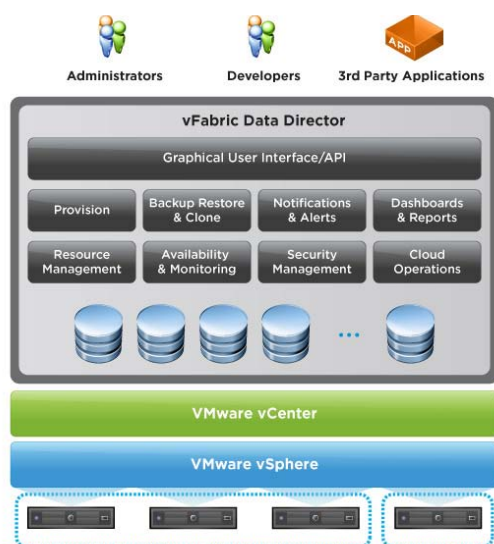 APP
Administrators
Developers
3rd Party Applications
vFabric Data Director
Graphical User Interface/API
Provision
Backup Restore
& Clone
Notifications
& Alerts
Dashboards
& Reports
Resource
Management
Availability
& Monitoring
Security
Management
Cloud
Operations
...
VMware vCenter
VMware vSphere